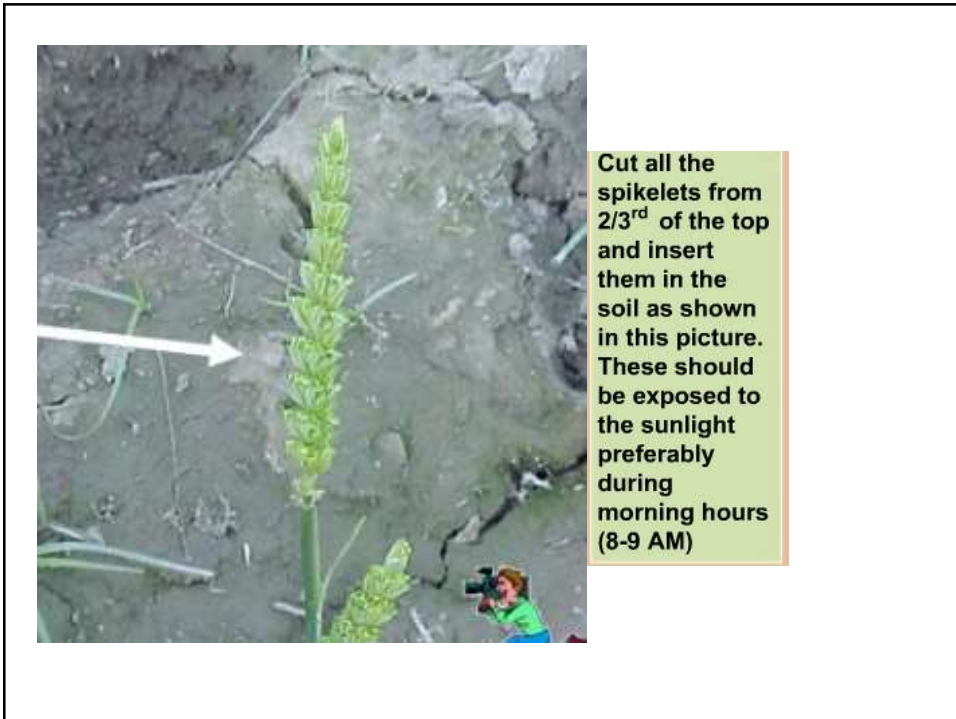 Cut all the
spikelets from
2/3rd of the top
and insert
them in the
soil as shown
in this picture.
These should
be exposed to
the sunlight
preferably
during
morning hours
(8-9 AM)